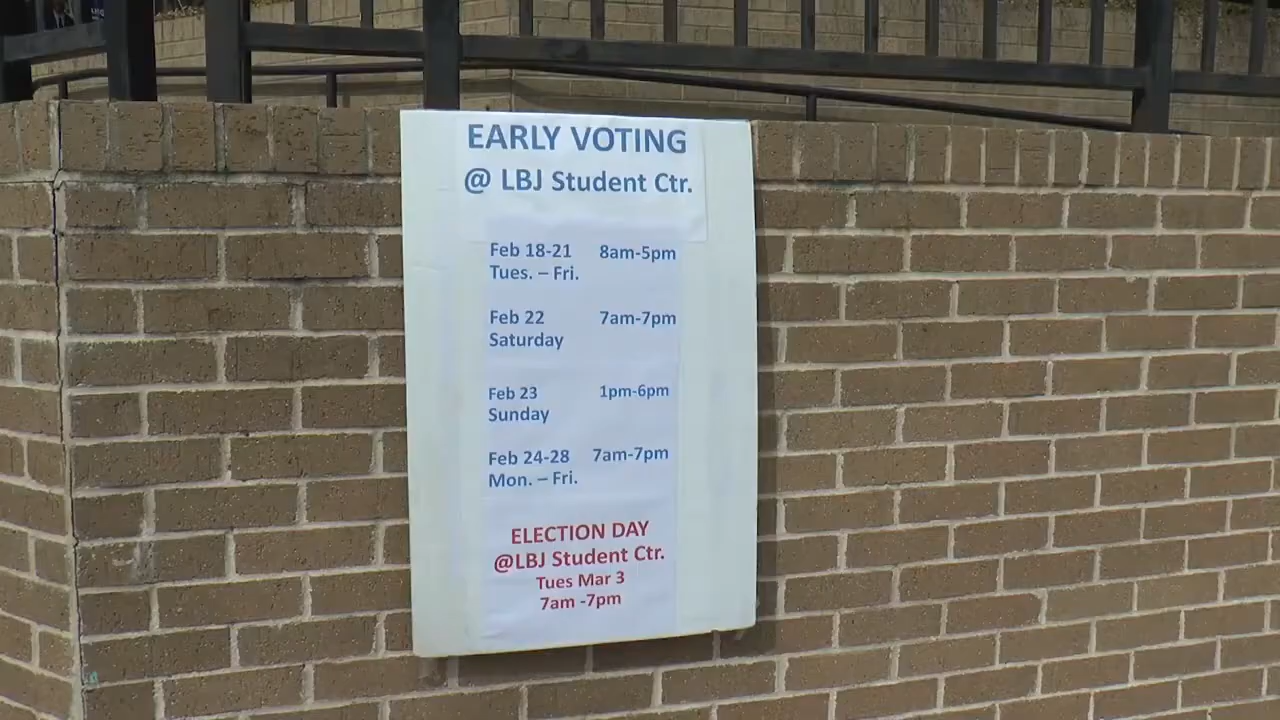 EARLY VOTING
@ LBJ Student Ctr.
Feb 18-21 8am-5pm
Tues. – Fri.
Feb 22 7am-7pm
Saturday
Feb 23 1pm-6pm
Sunday
Feb 24-28 7am-7pm
Mon. – Fri.
ELECTION DAY
@LBJ Student Ctr.
Tues Mar 3
7am -7pm